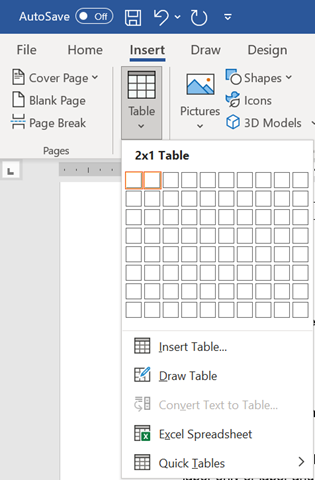 AutoSave Off
File Home Insert Draw Design
Cover Page
Blank Page
Page Break
Pages
Table
Pictures
Shapes
Icons
3D Models
2x1 Table
Insert Table...
Draw Table
Convert Text to Table...
Excel Spreadsheet
Quick Tables